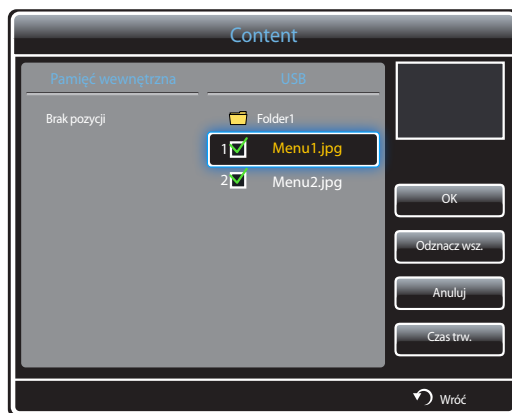 Content
Pamięć wewnętrzna
USB
Brak pozycji
Folder1
1 Menu1.jpg
2 Menu2.jpg
OK
Odznacz wsz.
Anuluj
Czas trw.
Wróć